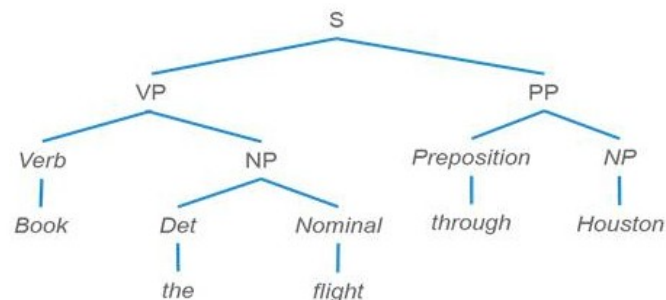 S
VP PP
Verb NP Preposition NP
Book Det Nominal through Houston
the flight